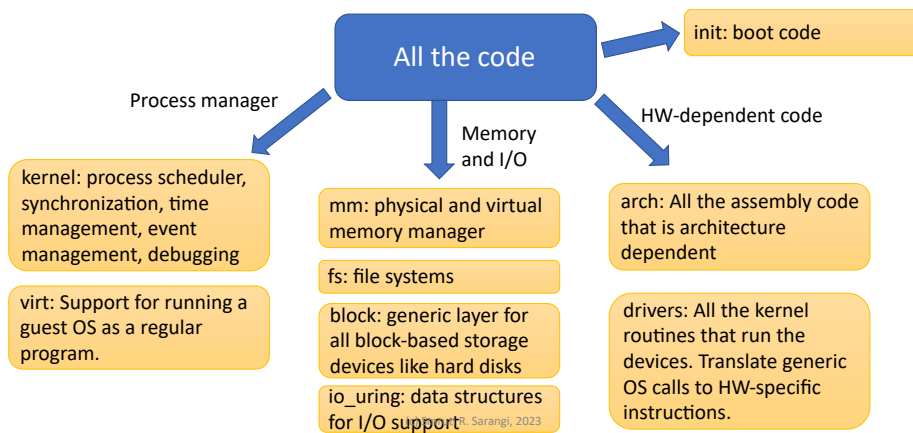 All the code
init: boot code
Process manager
Memory
and I/O
HW-dependent code
kernel: process scheduler,
synchronization, time
management, event
management, debugging
virt: Support for running a
guest OS as a regular
program.
mm: physical and virtual
memory manager
fs: file systems
block: generic layer for
all block-based storage
devices like hard disks
io_uring: data structures
for I/O support
R. Sarangi, 2023
arch: All the assembly code
that is architecture
dependent
drivers: All the kernel
routines that run the
devices. Translate generic
OS calls to HW-specific
instructions.